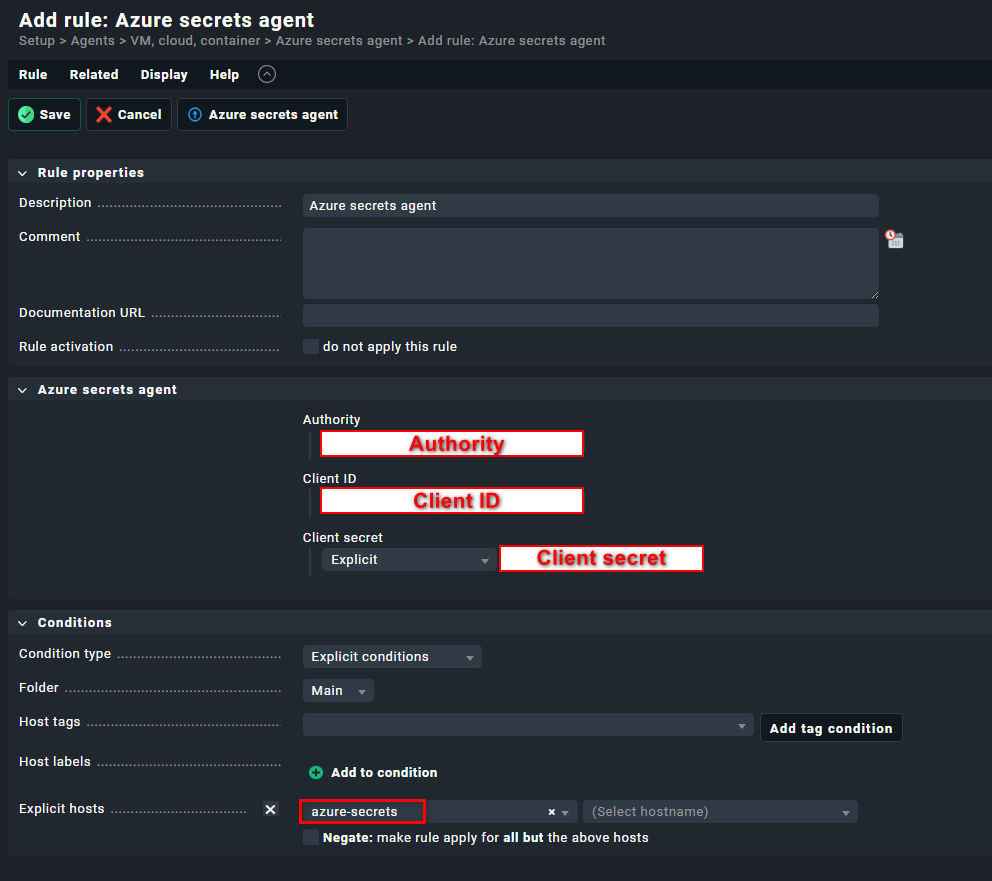 Add rule: Azure secrets agent
Setup > Agents > VM, cloud, container > Azure secrets agent > Add rule: Azure secrets agent
Rule Related Display Help
Save Cancel Azure secrets agent
Rule properties
Description Azure secrets agent
Comment
Documentation URL
Rule activation do not apply this rule
Azure secrets agent
Authority
Authority
Client ID
Client ID
Client secret
Explicit Client secret
Conditions
Condition type Explicit conditions
Folder Main
Host tags Add tag condition
Host labels
Add to condition
Explicit hosts azure-secrets (Select hostname)
Negate: make rule apply for all but the above hosts